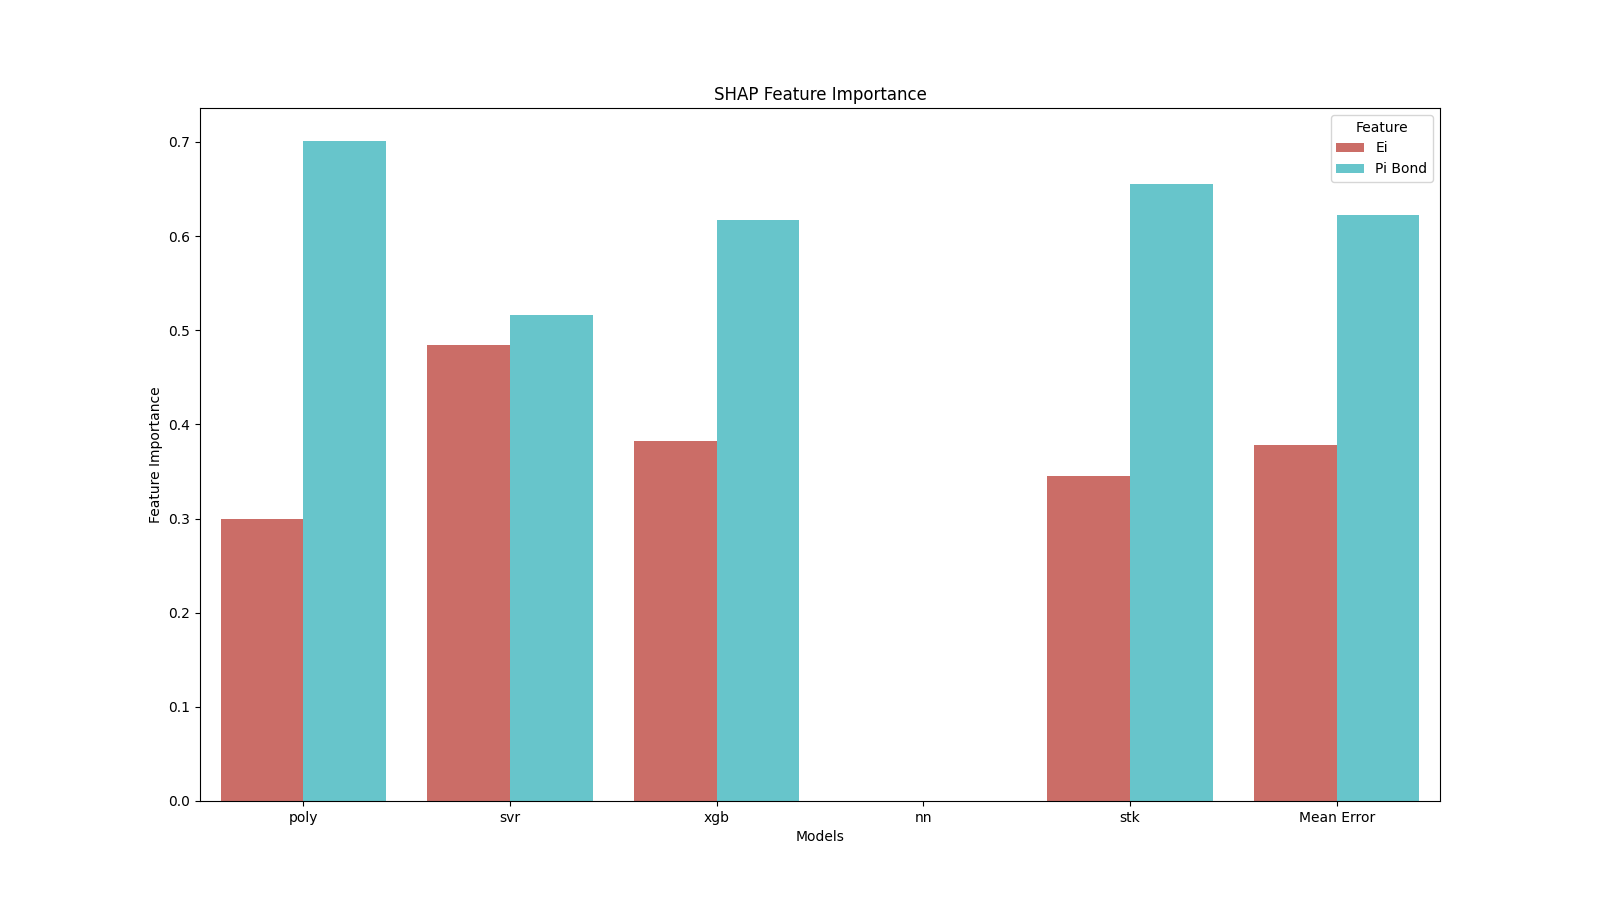 SHAP Feature Importance
Feature
Ei
Pi Bond
Feature Importance
0.7
0.6
0.5
0.4
0.3
0.2
0.1
0.0
poly svr xgb nn stk Mean Error
Models